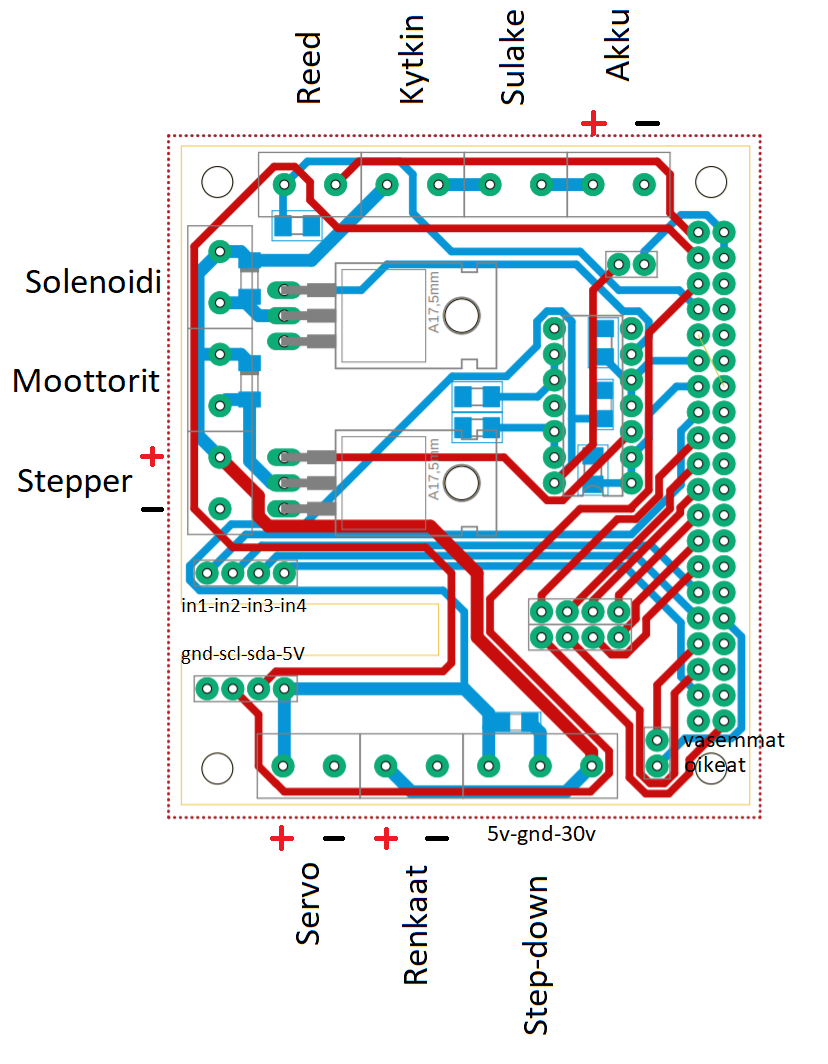 Reed
Kytkin
Sulake
Akku
+ −
Solenoidi
A17,5mm
Moottorit
+
Stepper
−
A17,5mm
in1-in2-in3-in4
gnd-scl-sda-5V
vasemmat
oikeat
+ − + −
5v-gnd-30v
Servo
Renkaat
Step-down